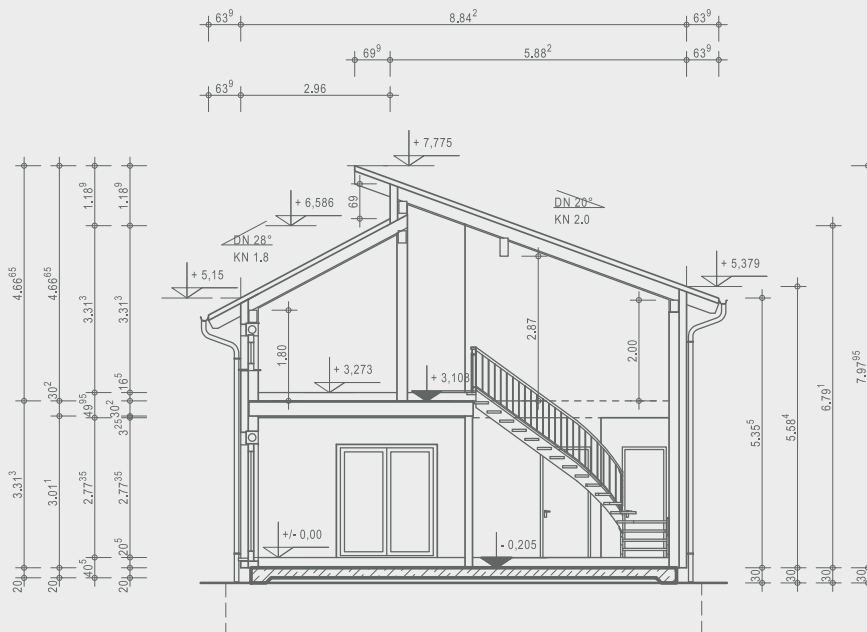 63⁹ 8.84² 63⁹
69⁹ 5.88² 63⁹
63⁹ 2.96
+ 7,775
1.18⁹ 1.18⁹
69
DN 20°
KN 2.0
+ 6,586
DN 28°
KN 1.8
+ 5,15
+ 5,379
4.66⁶⁵ 4.66⁶⁵ 3.31³ 3.31³
1.80
2.87
2.00
7.97⁹⁵
6.79¹
5.58⁴
5.35⁵
+ 3,273
+ 3,108
16⁵
30²
49⁹⁵
30²
3²⁵
3.31³ 3.01¹ 2.77³⁵ 2.77³⁵
+/- 0,00
- 0,205
20⁵
40⁵
20 20 20
30 30 30 30